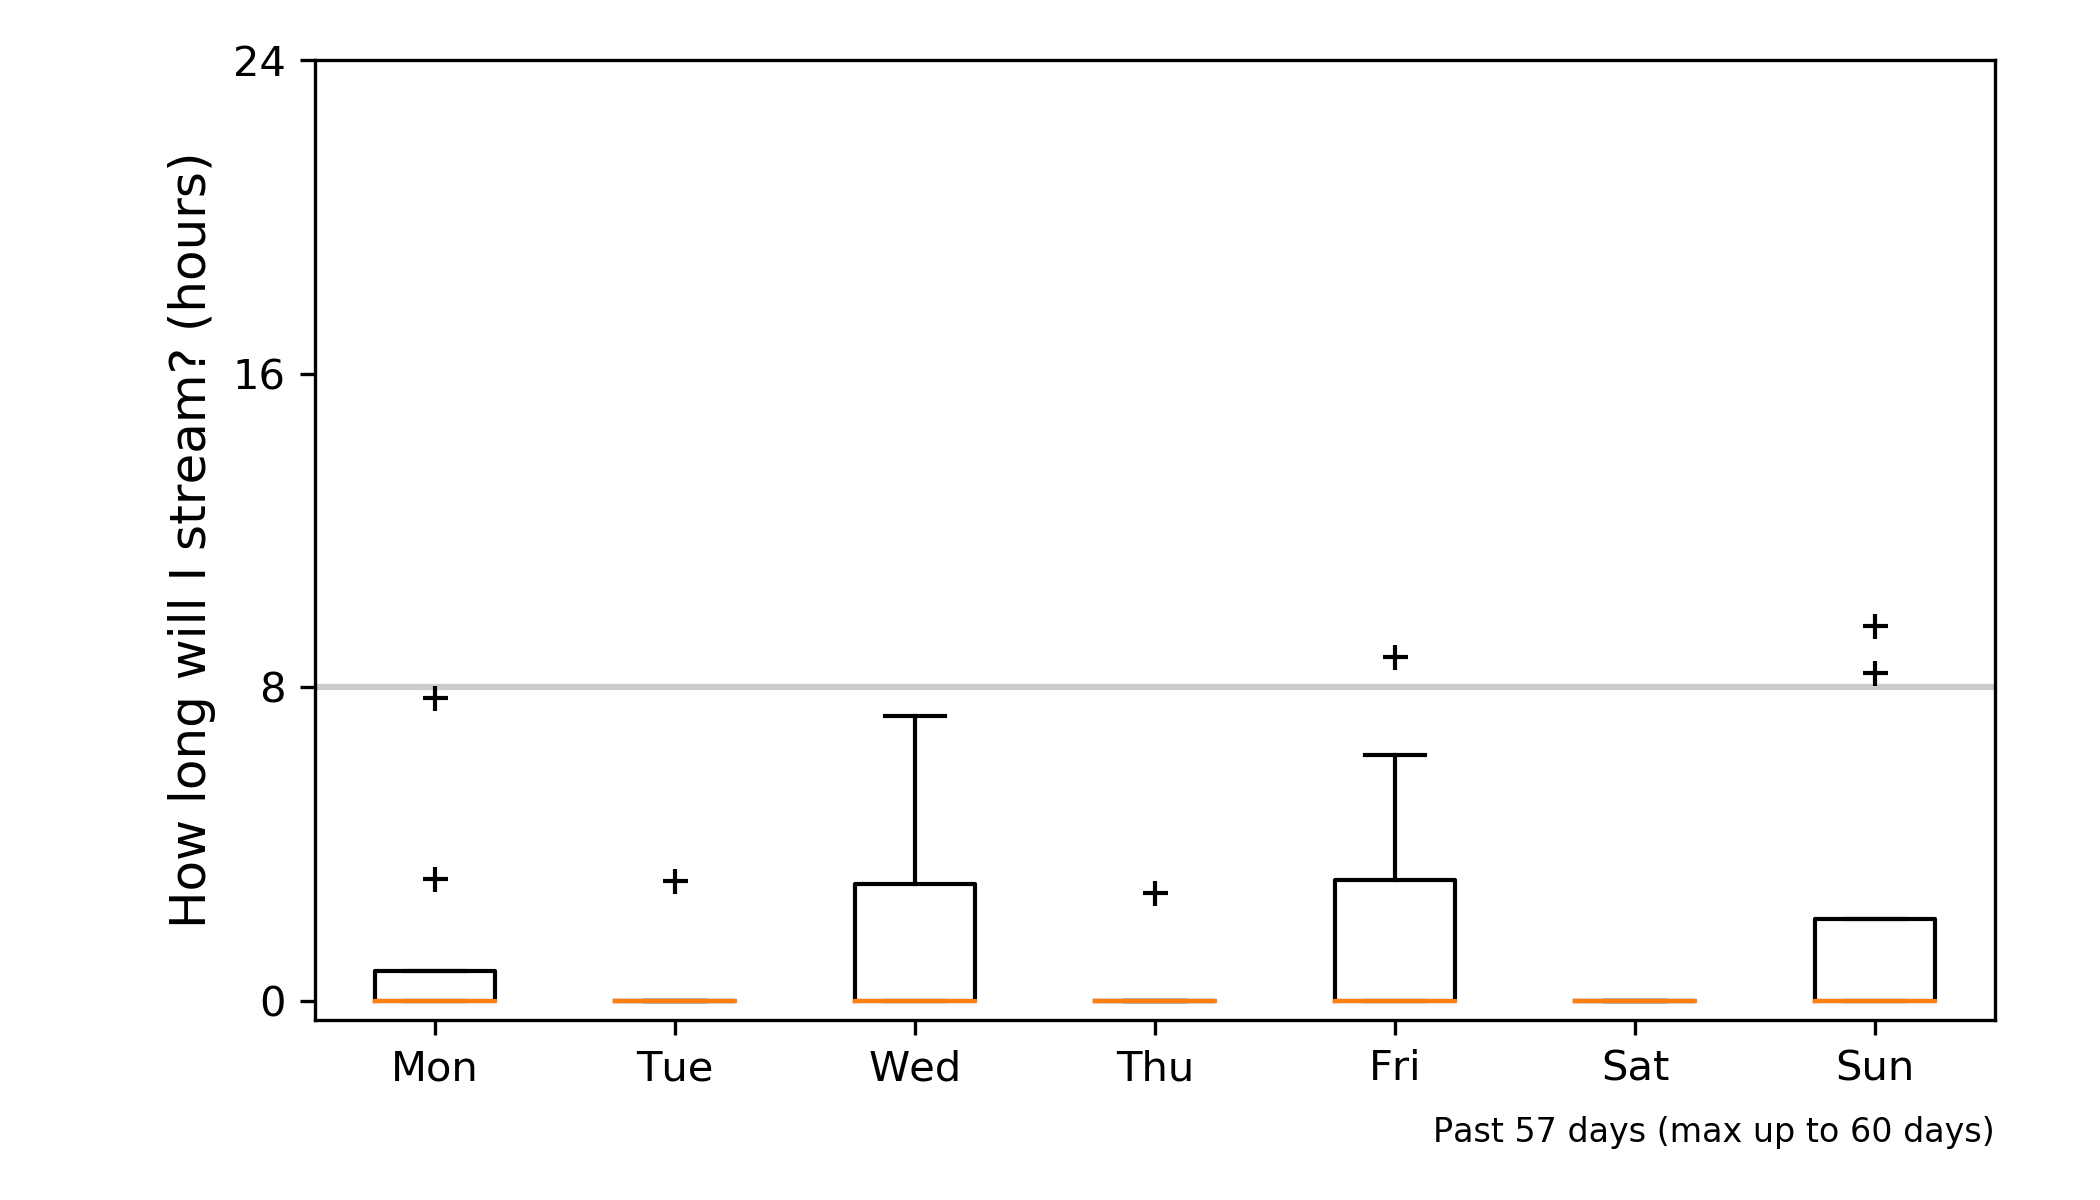 How long will I stream? (hours)
24
16
8
0
Mon Tue Wed Thu Fri Sat Sun
Past 57 days (max up to 60 days)